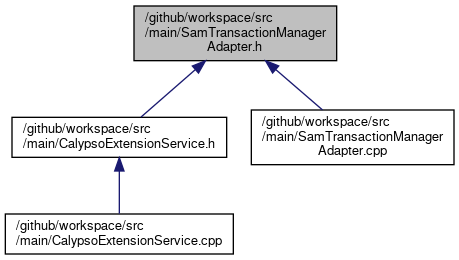 /github/workspace/src
/main/SamTransactionManager
Adapter.h
/github/workspace/src
/main/CalypsoExtensionService.h
/github/workspace/src
/main/SamTransactionManager
Adapter.cpp
/github/workspace/src
/main/CalypsoExtensionService.cpp